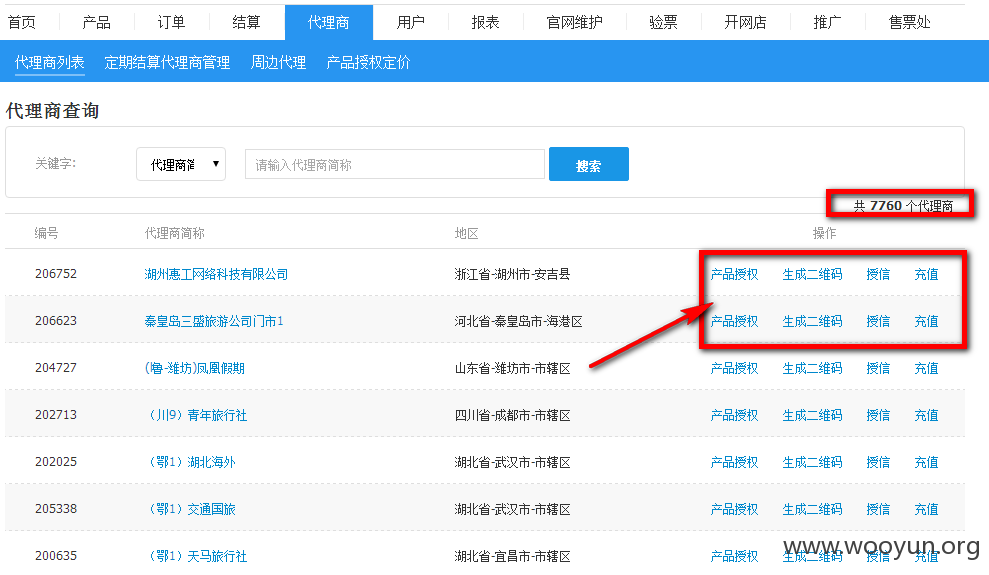 首页 产品 订单 结算 代理商 用户 报表 官网维护 验票 开网店 推广 售票处
代理商列表 定期结算代理商管理 周边代理 产品授权定价
代理商查询
关键字: 代理商简 请输入代理商简称 搜索
共 7760 个代理商
编号 代理商简称 地区 操作
206752 湖州惠工网络科技有限公司 浙江省-湖州市-安吉县 产品授权 生成二维码 授信 充值
206623 秦皇岛三盛旅游公司门市1 河北省-秦皇岛市-海港区 产品授权 生成二维码 授信 充值
204727 (噜-潍坊)凤凰假期 山东省-潍坊市-市辖区 产品授权 生成二维码 授信 充值
202713 （川9）青年旅行社 四川省-成都市-市辖区 产品授权 生成二维码 授信 充值
202025 （鄂1）湖北海外 湖北省-武汉市-市辖区 产品授权 生成二维码 授信 充值
205338 （鄂1）交通国旅 湖北省-武汉市-市辖区 产品授权 生成二维码 授信 充值
200635 （鄂1）天马旅行社 湖北省-宜昌市-市辖区 产品授权 生成二维码 授信 充值
www.wooyun.org